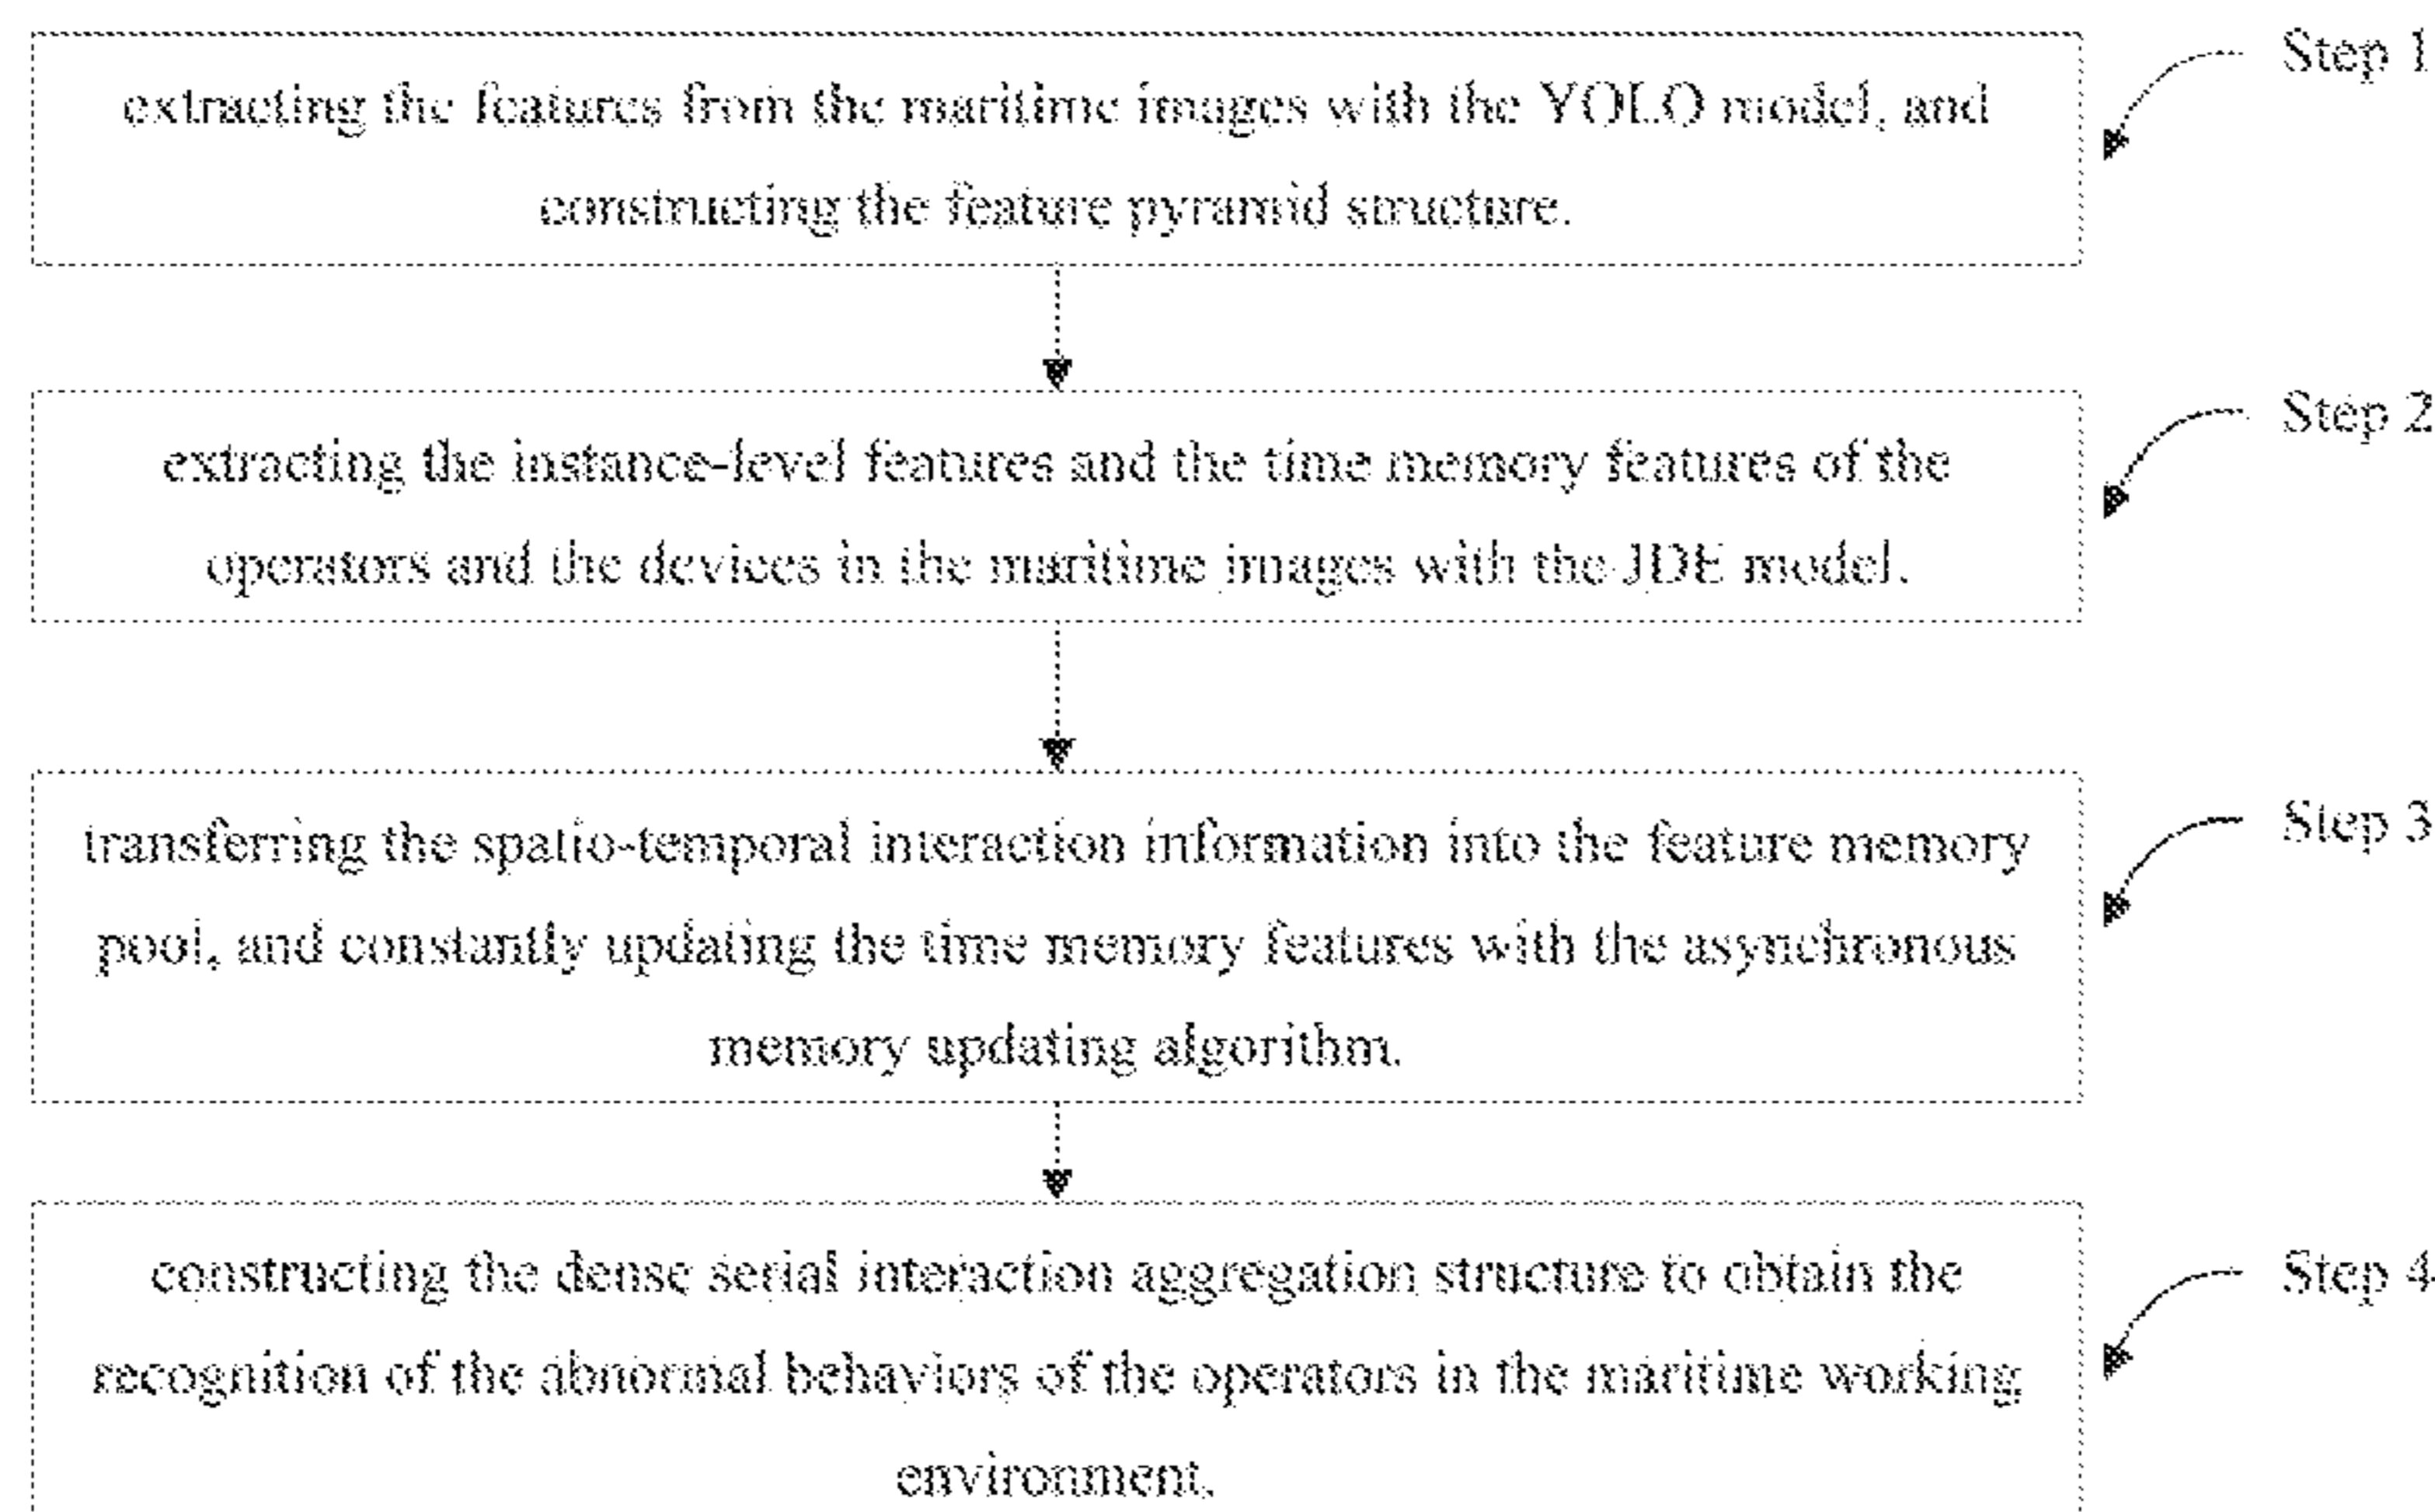 Step 1
extracting the features from the maritime images with the YOLO model, and
constructing the feature pyramid structure.
Step 2
extracting the instance-level features and the time memory features of the
operators and the devices in the maritime images with the JDE model.
Step 3
transferring the spatio-temporal interaction information into the feature memory
pool, and constantly updating the time memory features with the asynchronous
memory updating algorithm.
Step 4
constructing the dense serial interaction aggregation structure to obtain the
recognition of the abnormal behaviors of the operators in the maritime working
environment.